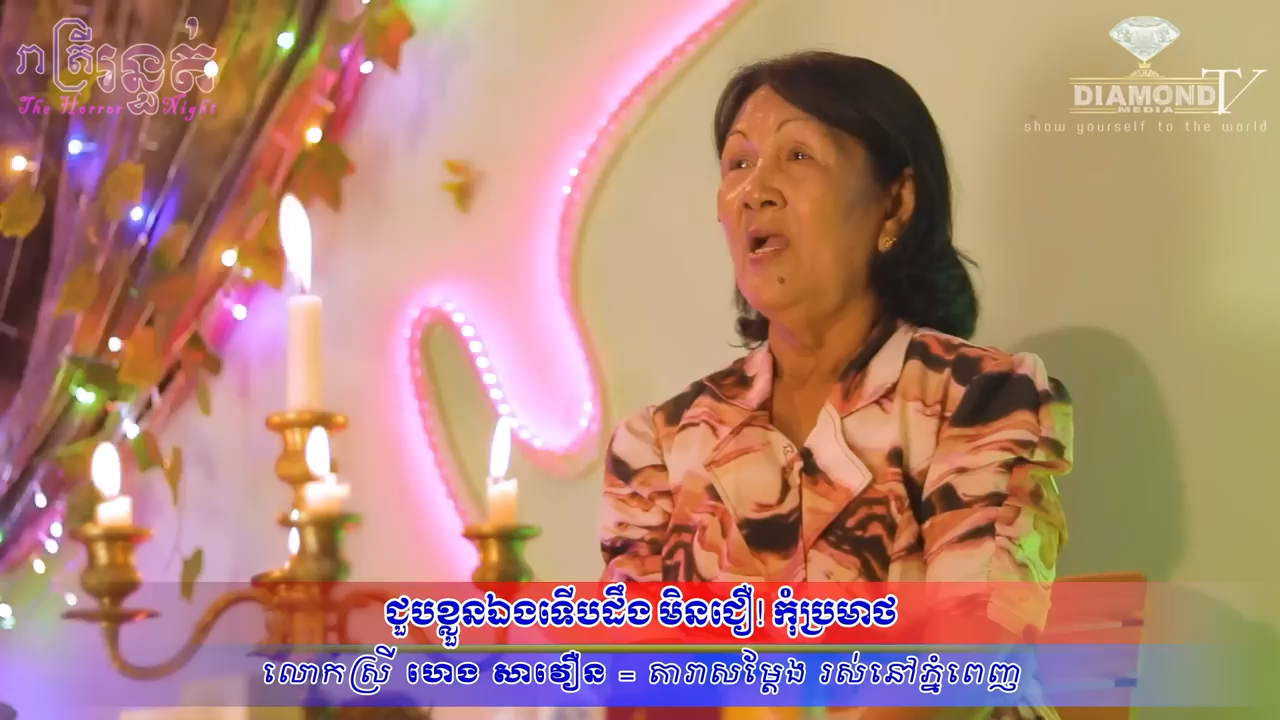 រាត្រីរន្ធត់
The Horror Night
DIAMOND TV
MEDIA
show yourself to the world
ជួបខ្លួនឯងទើបដឹង មិនជឿ! កុំប្រមាថ
លោកស្រី ហេង សាវឿន = តារាសម្តែង រស់នៅភ្នំពេញ